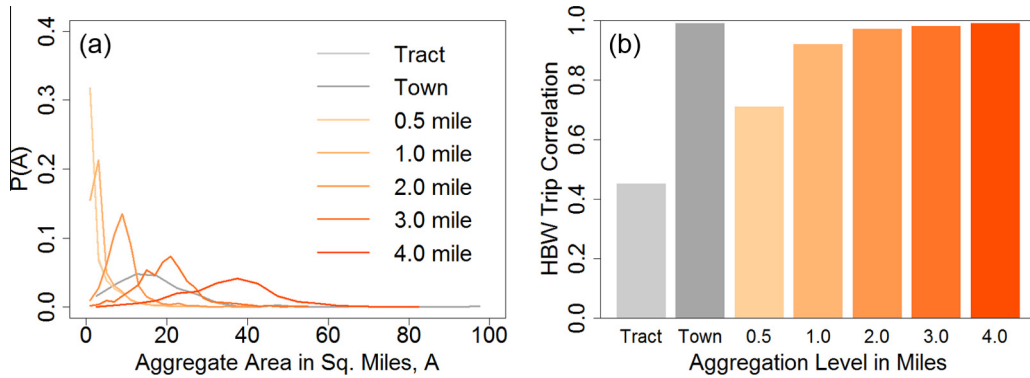 (a)
P(A)
0.0
0.1
0.2
0.3
0.4
Tract
Town
0.5 mile
1.0 mile
2.0 mile
3.0 mile
4.0 mile
0 20 40 60 80 100
Aggregate Area in Sq. Miles, A
(b)
HBW Trip Correlation
0.0
0.2
0.4
0.6
0.8
1.0
Tract Town 0.5 1.0 2.0 3.0 4.0
Aggregation Level in Miles